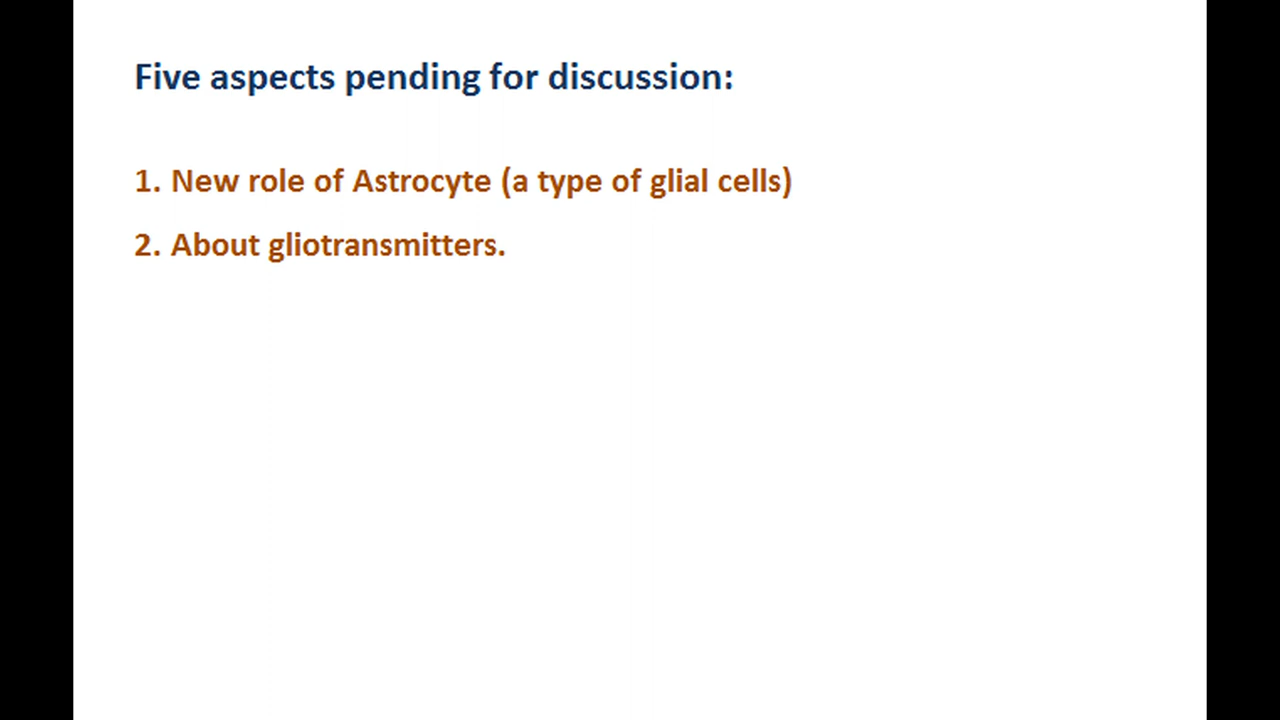 Five aspects pending for discussion:
1. New role of Astrocyte (a type of glial cells)
2. About gliotransmitters.